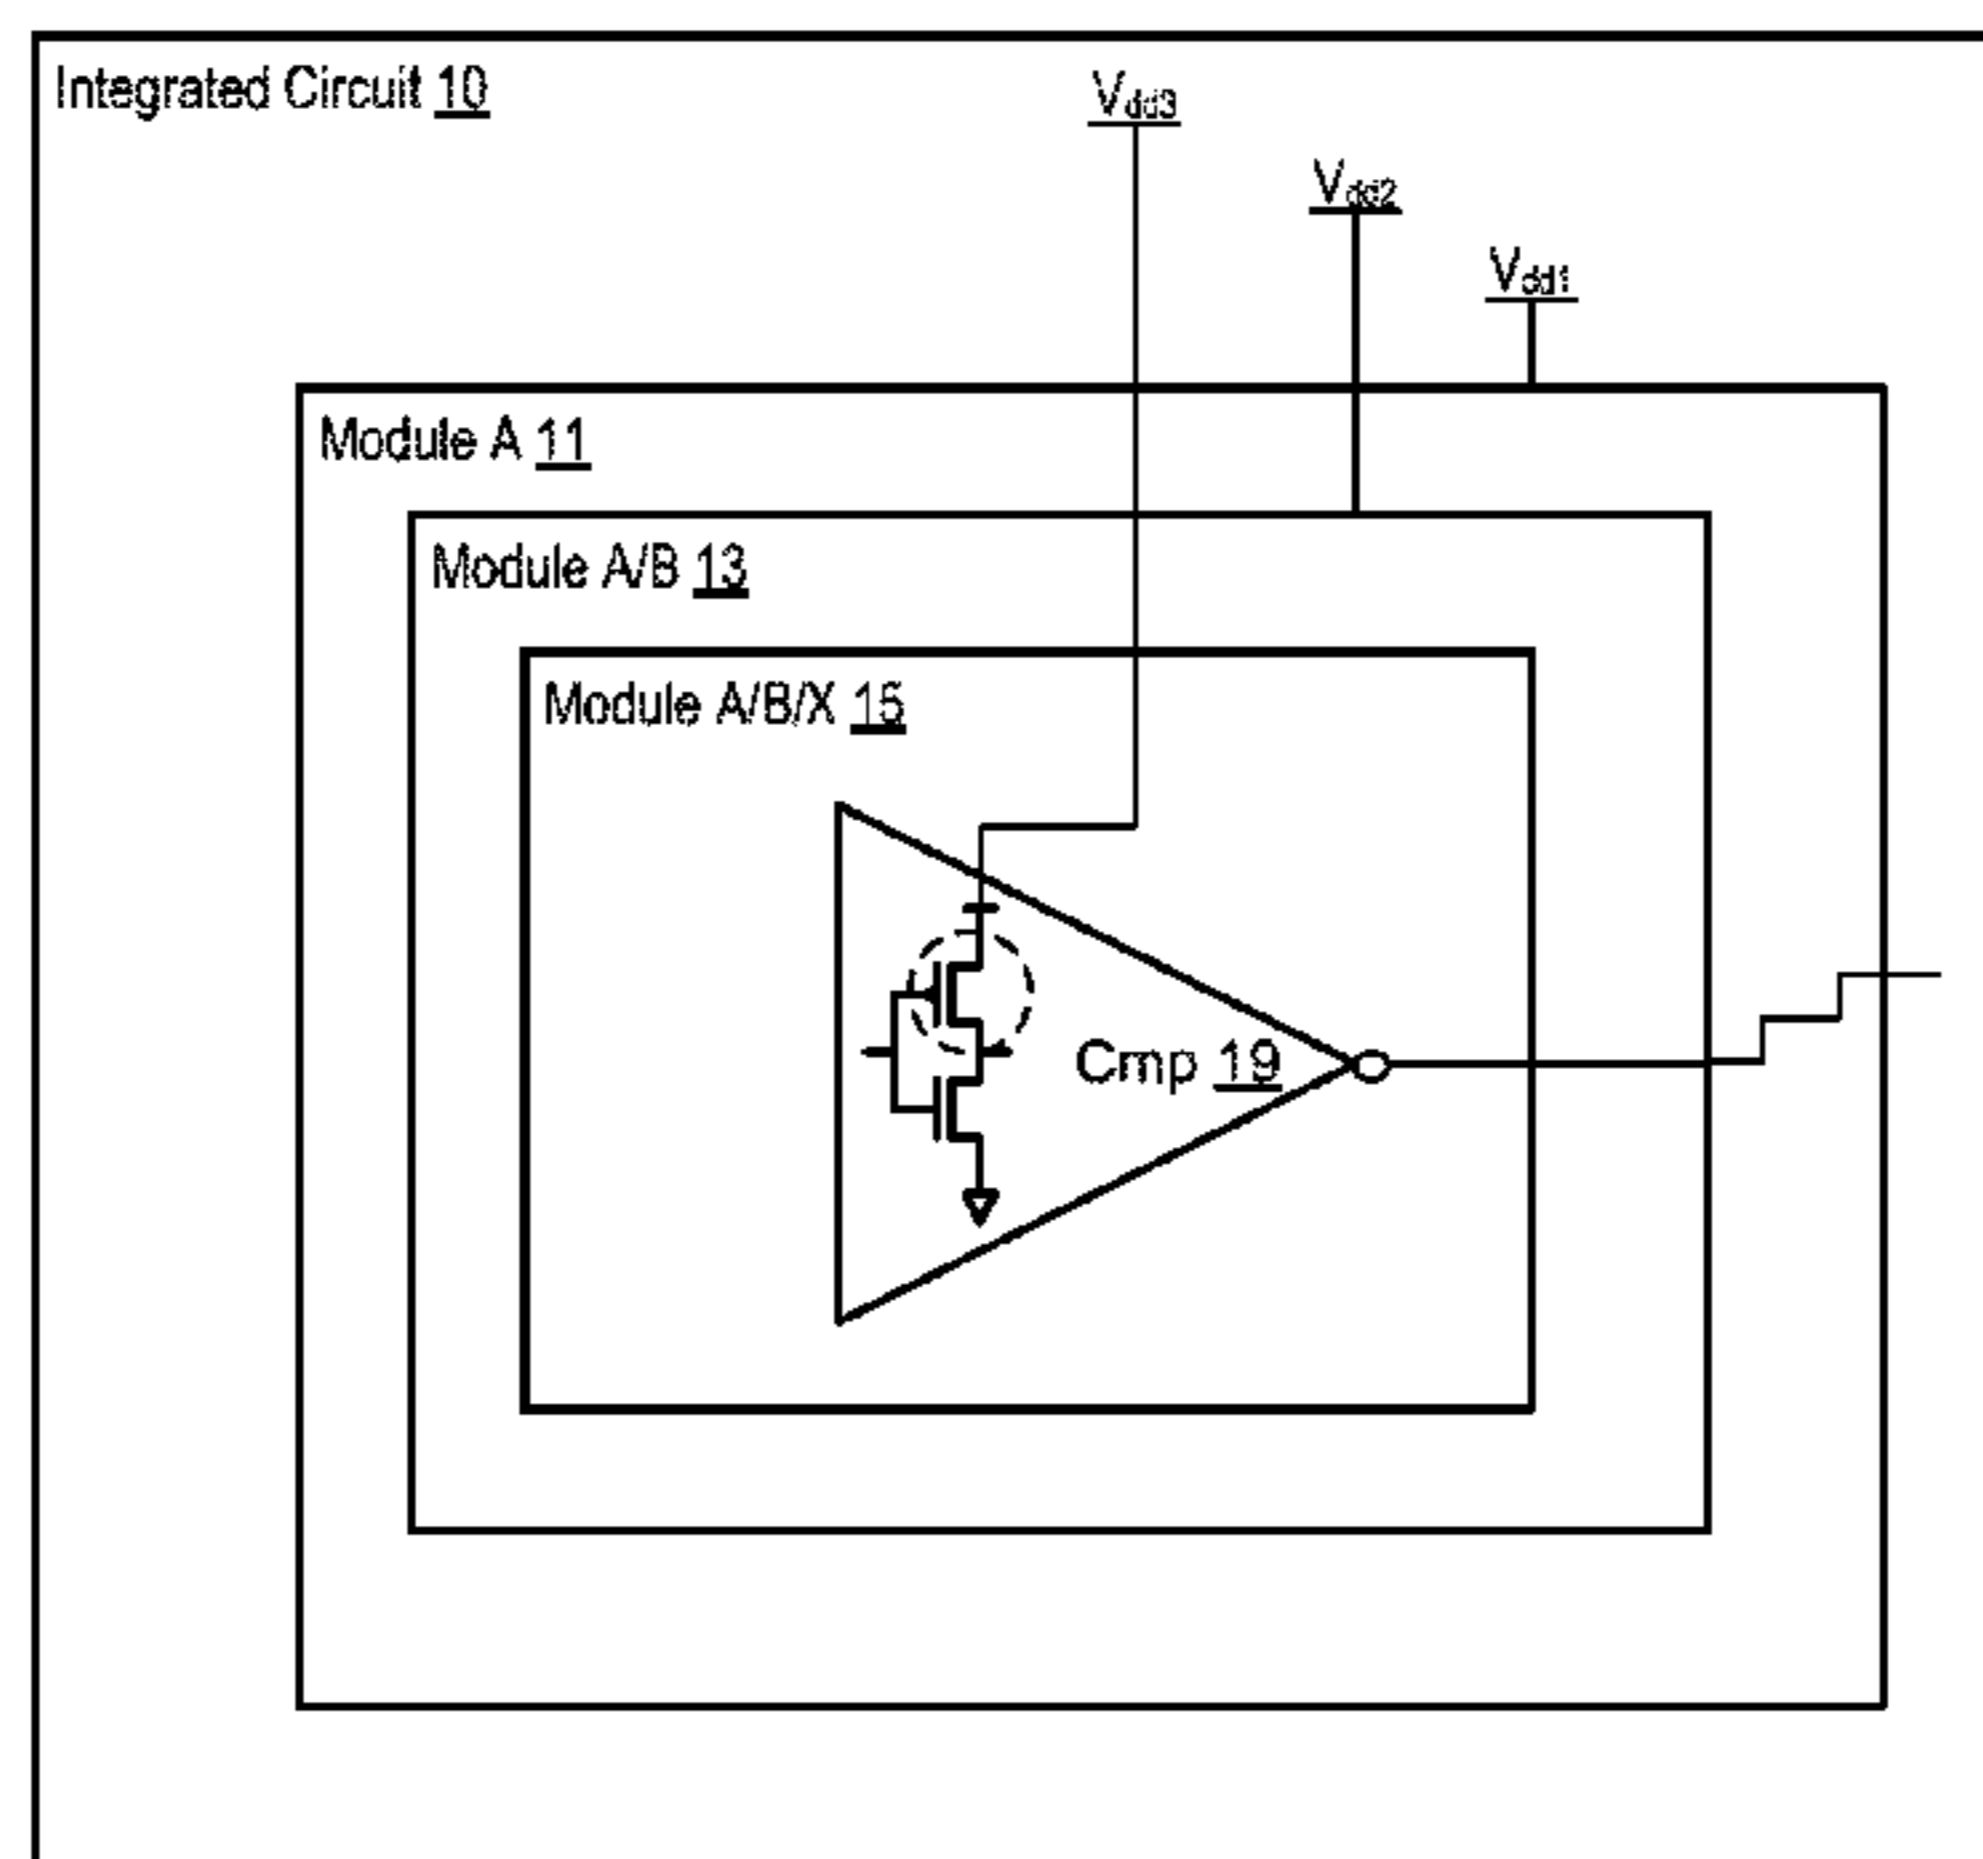 Integrated Circuit 10
Vdd3
Vdd2
Vdd1
Module A 11
Module A/B 13
Module A/B/X 15
Cmp 19